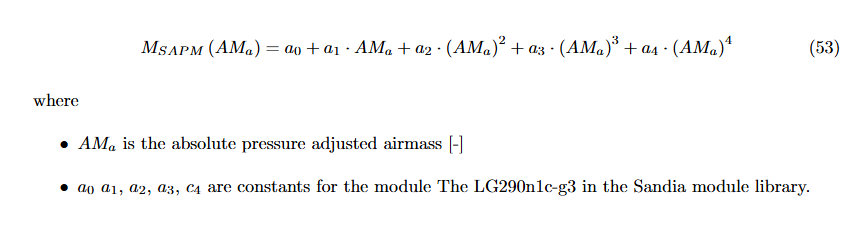 M_{SAPM} (AM_a) = a_0 + a_1 · AM_a + a_2 · (AM_a)^2 + a_3 · (AM_a)^3 + a_4 · (AM_a)^4 (53)
where
• AM_a is the absolute pressure adjusted airmass [-]
• a_0 a_1, a_2, a_3, c_4 are constants for the module The LG290n1c-g3 in the Sandia module library.